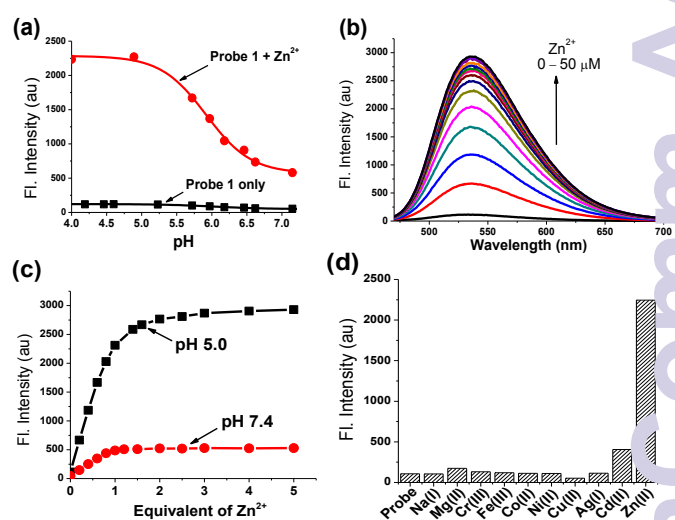 (a)
2500
2000
1500
1000
500
0
Fl. Intensity (au)
4.0 4.5 5.0 5.5 6.0 6.5 7.0
pH
Probe 1 + Zn²⁺
Probe 1 only
(b)
3000
2500
2000
1500
1000
500
0
Fl. Intensity (au)
500 550 600 650 700
Wavelength (nm)
Zn²⁺
0 – 50 μM
(c)
3000
2500
2000
1500
1000
500
0
Fl. Intensity (au)
0 1 2 3 4 5
Equivalent of Zn²⁺
pH 5.0
pH 7.4
(d)
2500
2000
1500
1000
500
0
Fl. Intensity (au)
Probe
Na(I)
Mg(II)
Cr(III)
Fe(III)
Co(II)
Ni(II)
Cu(II)
Ag(I)
Cd(II)
Zn(II)